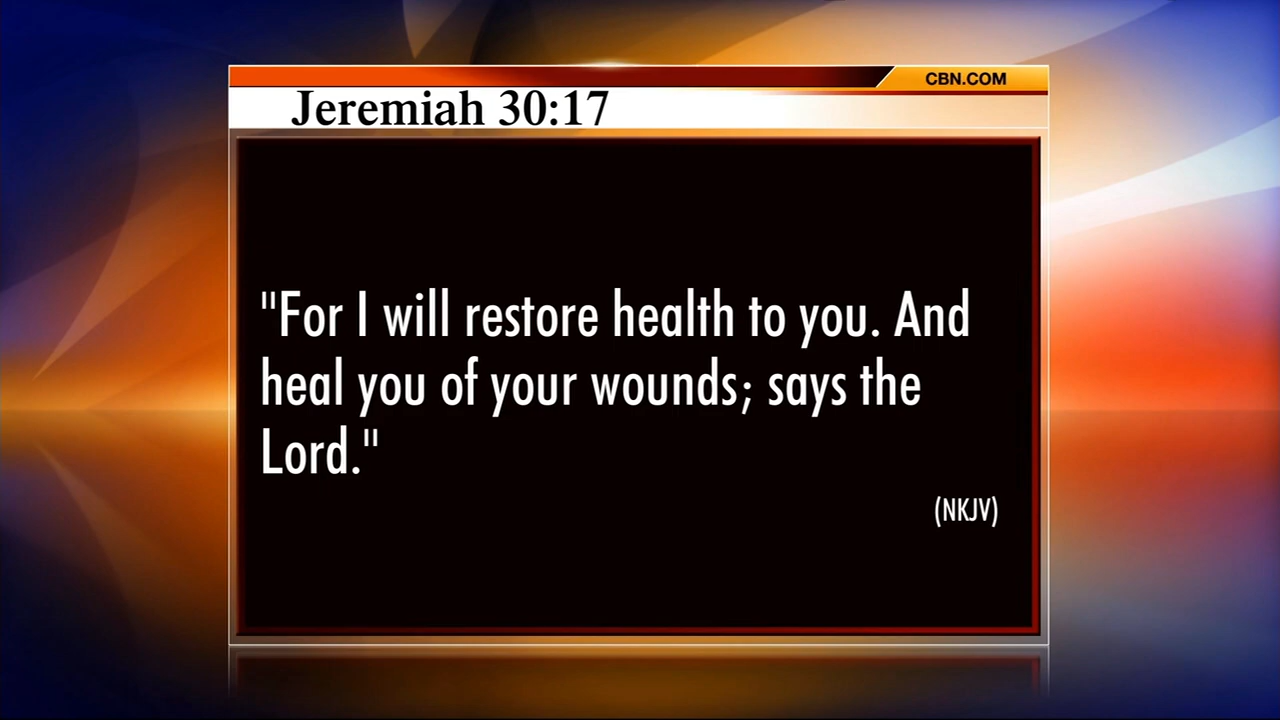 CBN.COM
Jeremiah 30:17
"For I will restore health to you. And
heal you of your wounds; says the
Lord."
(NKJV)